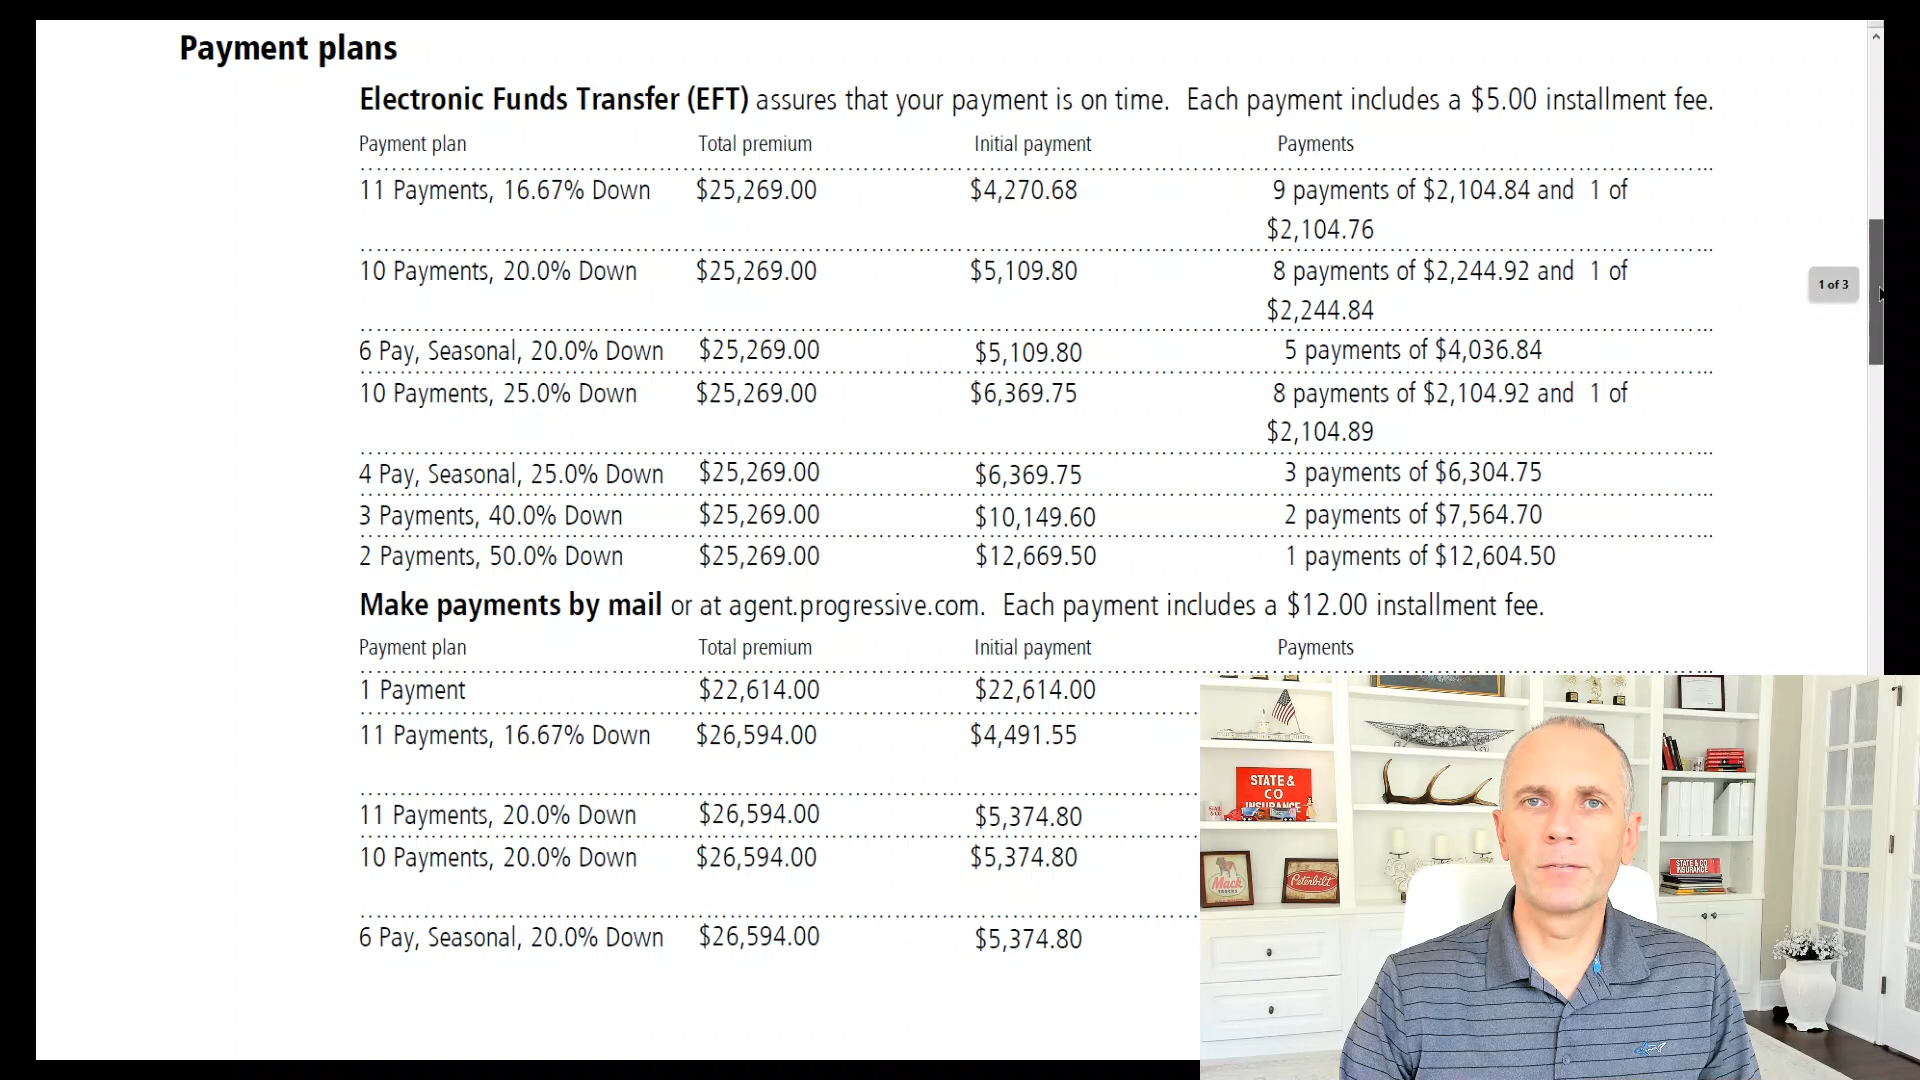 Payment plans
Electronic Funds Transfer (EFT) assures that your payment is on time. Each payment includes a $5.00 installment fee.
Payment plan Total premium Initial payment Payments
11 Payments, 16.67% Down $25,269.00 $4,270.68 9 payments of $2,104.84 and 1 of
$2,104.76
10 Payments, 20.0% Down $25,269.00 $5,109.80 8 payments of $2,244.92 and 1 of
$2,244.84
6 Pay, Seasonal, 20.0% Down $25,269.00 $5,109.80 5 payments of $4,036.84
10 Payments, 25.0% Down $25,269.00 $6,369.75 8 payments of $2,104.92 and 1 of
$2,104.89
4 Pay, Seasonal, 25.0% Down $25,269.00 $6,369.75 3 payments of $6,304.75
3 Payments, 40.0% Down $25,269.00 $10,149.60 2 payments of $7,564.70
2 Payments, 50.0% Down $25,269.00 $12,669.50 1 payments of $12,604.50
Make payments by mail or at agent.progressive.com. Each payment includes a $12.00 installment fee.
Payment plan Total premium Initial payment Payments
1 Payment $22,614.00 $22,614.00
11 Payments, 16.67% Down $26,594.00 $4,491.55
11 Payments, 20.0% Down $26,594.00 $5,374.80
10 Payments, 20.0% Down $26,594.00 $5,374.80
6 Pay, Seasonal, 20.0% Down $26,594.00 $5,374.80
1 of 3
STATE &
CO
INSURANCE
Mack
Peterbilt
STATE & CO
INSURANCE